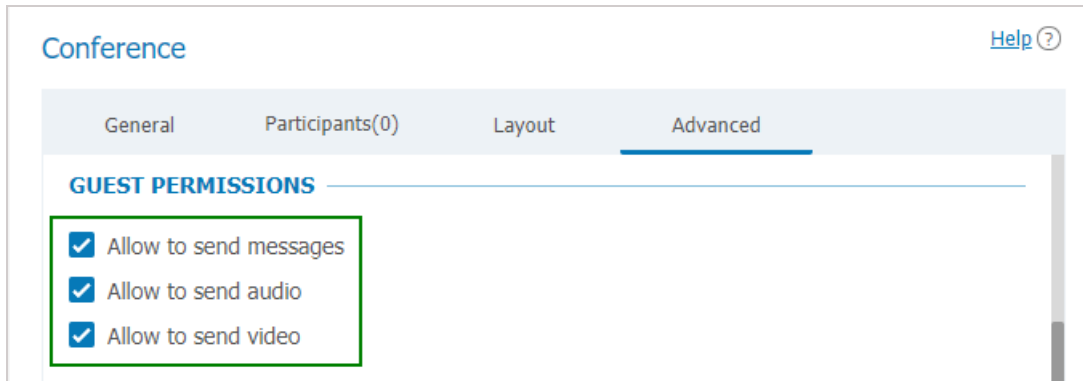 Conference
Help ?
General Participants(0) Layout Advanced
GUEST PERMISSIONS
Allow to send messages
Allow to send audio
Allow to send video